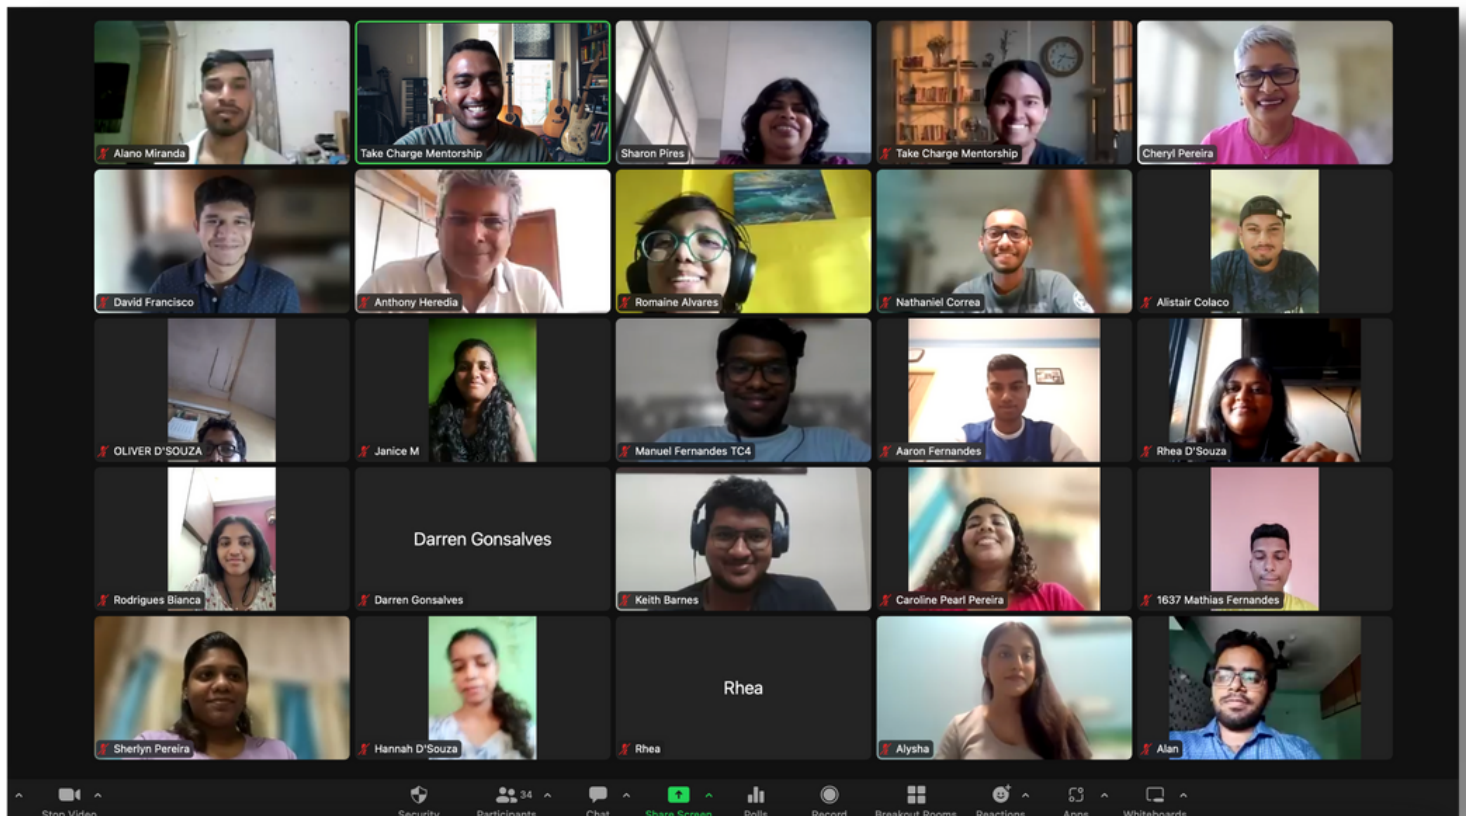 Alano Miranda
Take Charge Mentorship
Sharon Pires
Take Charge Mentorship
Cheryl Pereira
David Francisco
Anthony Heredia
Romaine Alvares
Nathaniel Correa
Alistair Colaco
OLIVER D'SOUZA
Janice M
Manuel Fernandes TC4
Aaron Fernandes
Rhea D'Souza
Rodrigues Bianca
Darren Gonsalves
Darren Gonsalves
Keith Barnes
Caroline Pearl Pereira
1637 Mathias Fernandes
Sherlyn Pereira
Hannah D'Souza
Rhea
Rhea
Alysha
Alan
34
Stop Video
Security
Participants
Chat
Share Screen
Polls
Record
Breakout Rooms
Reactions
Apps
Whiteboards